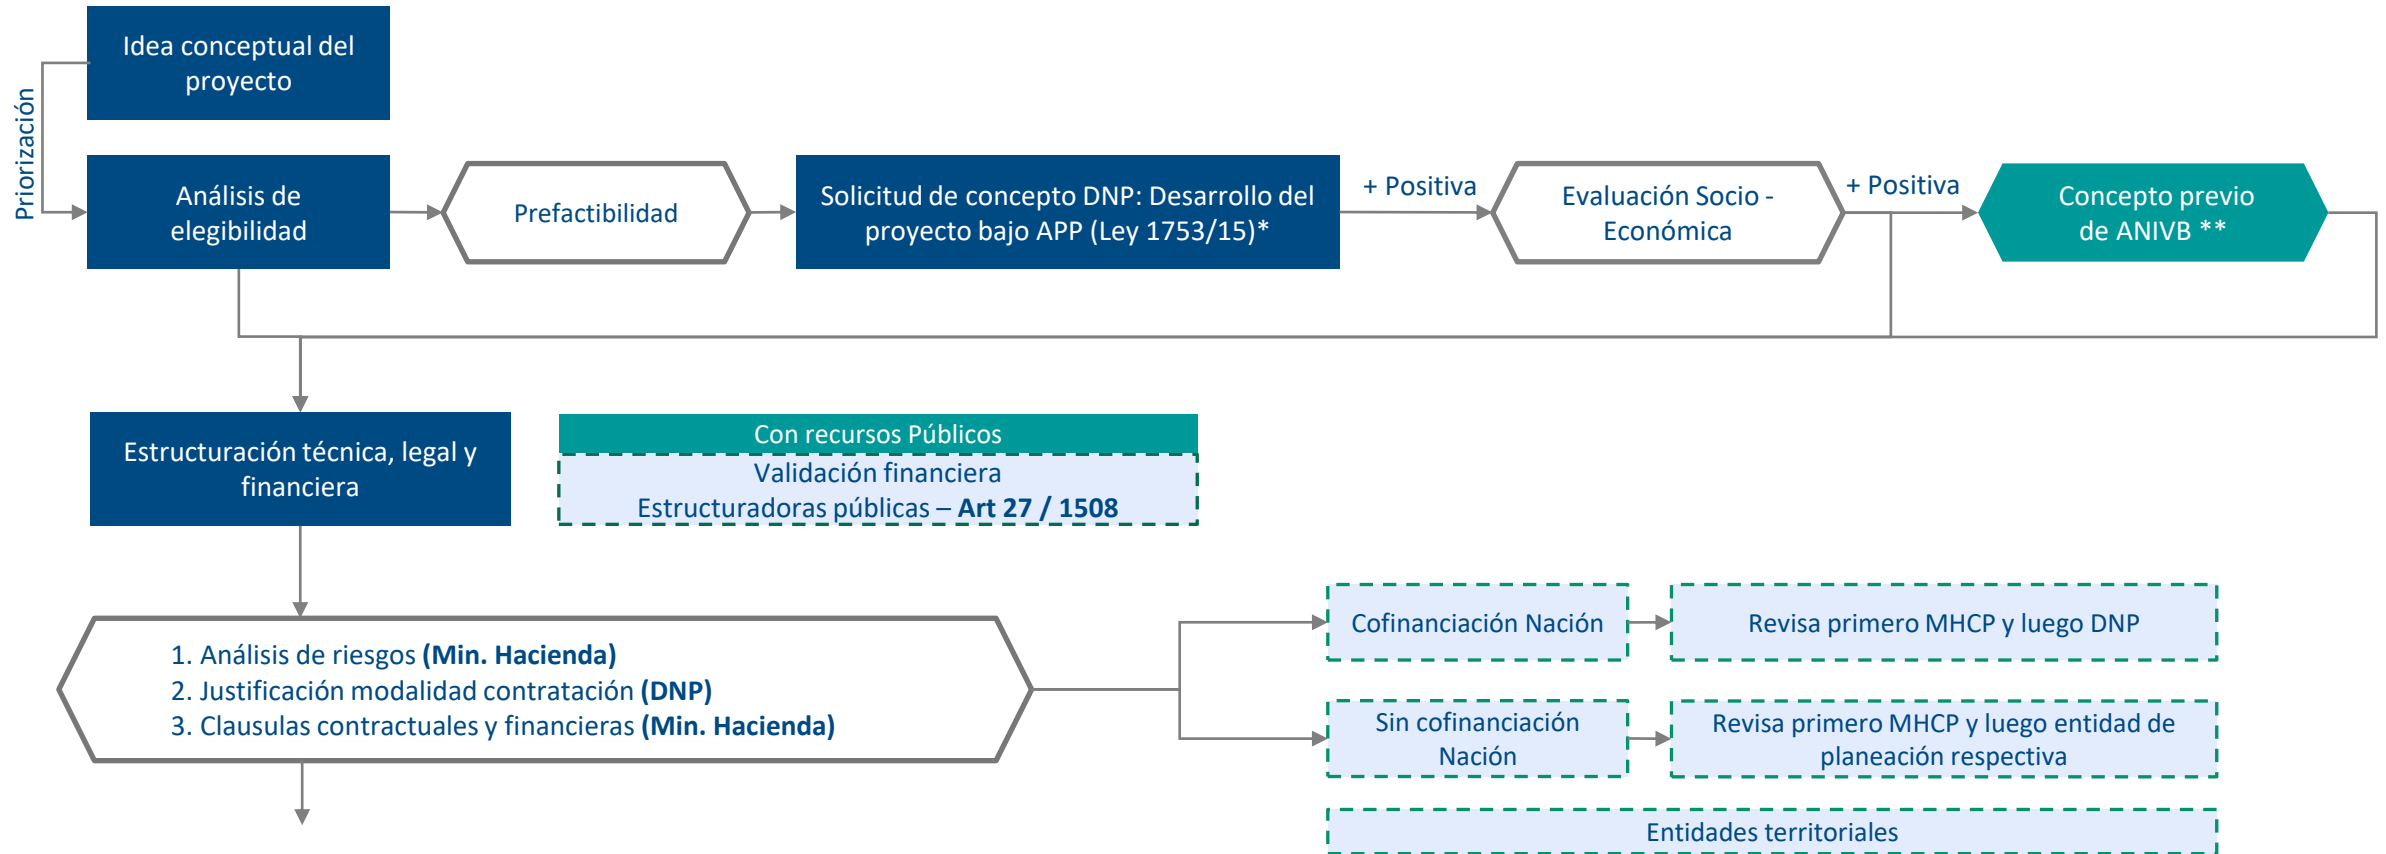 Idea conceptual del
proyecto
Priorización
Análisis de
elegibilidad
Prefactibilidad
Solicitud de concepto DNP: Desarrollo del
proyecto bajo APP (Ley 1753/15)*
+ Positiva
Evaluación Socio -
Económica
+ Positiva
Concepto previo
de ANIVB **
Estructuración técnica, legal y
financiera
Con recursos Públicos
Validación financiera
Estructuradoras públicas – Art 27 / 1508
1. Análisis de riesgos (Min. Hacienda)
2. Justificación modalidad contratación (DNP)
3. Clausulas contractuales y financieras (Min. Hacienda)
Cofinanciación Nación
Revisa primero MHCP y luego DNP
Sin cofinanciación
Nación
Revisa primero MHCP y luego entidad de
planeación respectiva
Entidades territoriales